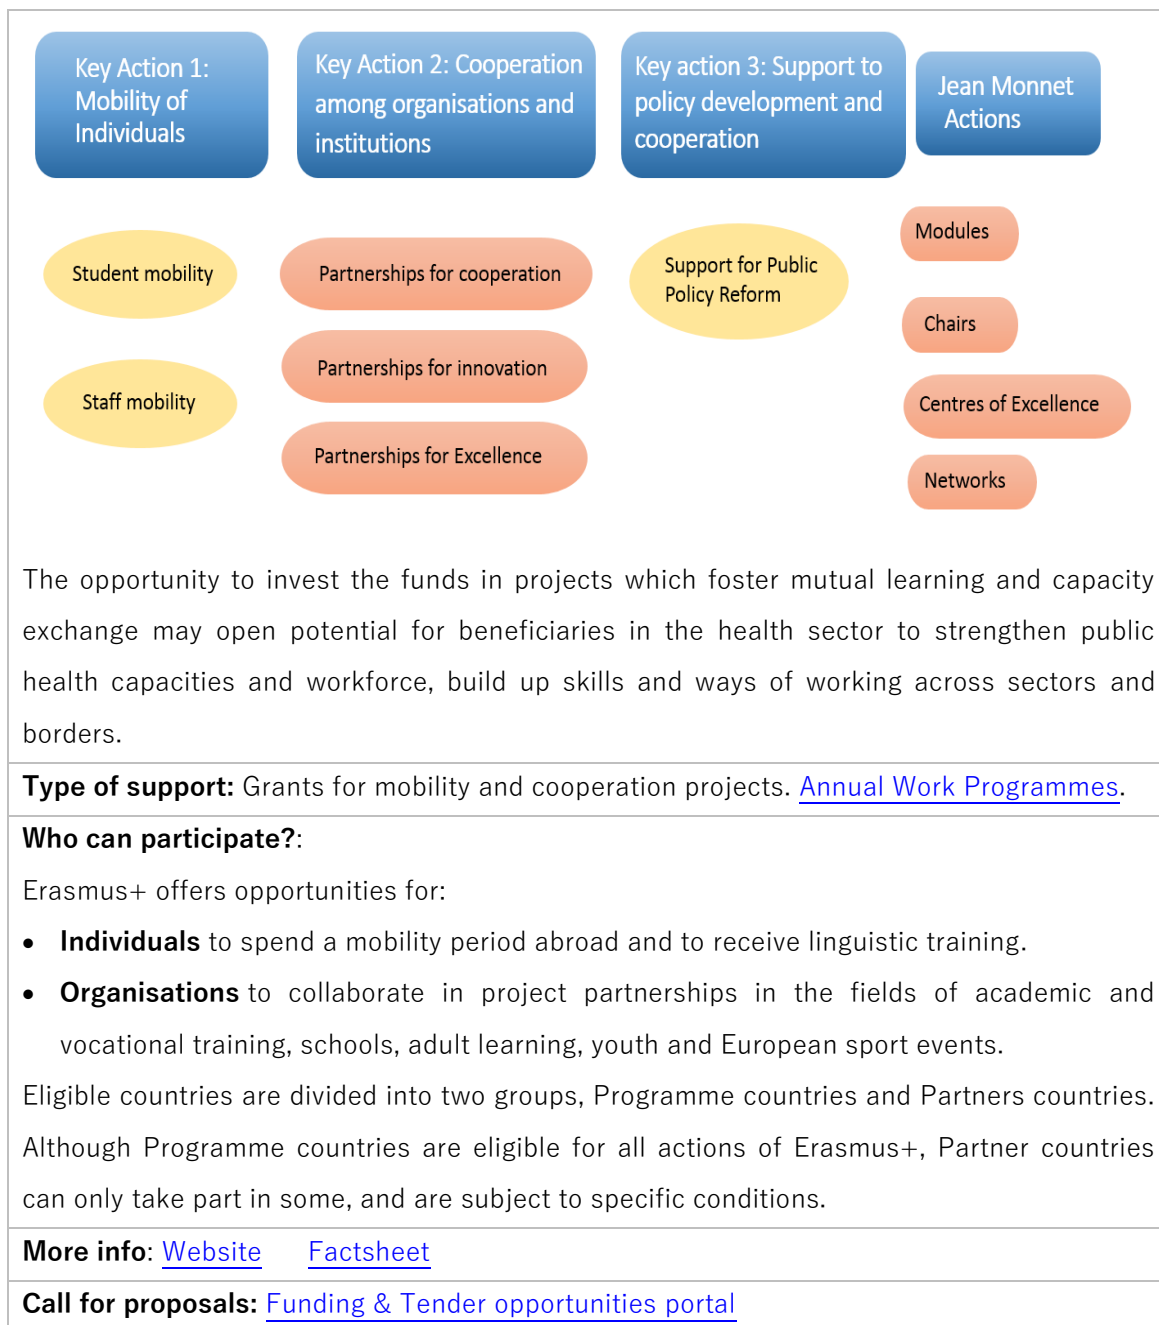 Key Action 1:
Mobility of
Individuals
Key Action 2: Cooperation
among organisations and
institutions
Key action 3: Support to
policy development and
cooperation
Jean Monnet
Actions
Student mobility
Staff mobility
Partnerships for cooperation
Partnerships for innovation
Partnerships for Excellence
Support for Public
Policy Reform
Modules
Chairs
Centres of Excellence
Networks
The opportunity to invest the funds in projects which foster mutual learning and capacity
exchange may open potential for beneficiaries in the health sector to strengthen public
health capacities and workforce, build up skills and ways of working across sectors and
borders.
Type of support: Grants for mobility and cooperation projects. Annual Work Programmes.
Who can participate?:
Erasmus+ offers opportunities for:
• Individuals to spend a mobility period abroad and to receive linguistic training.
• Organisations to collaborate in project partnerships in the fields of academic and
vocational training, schools, adult learning, youth and European sport events.
Eligible countries are divided into two groups, Programme countries and Partners countries.
Although Programme countries are eligible for all actions of Erasmus+, Partner countries
can only take part in some, and are subject to specific conditions.
More info: Website Factsheet
Call for proposals: Funding & Tender opportunities portal